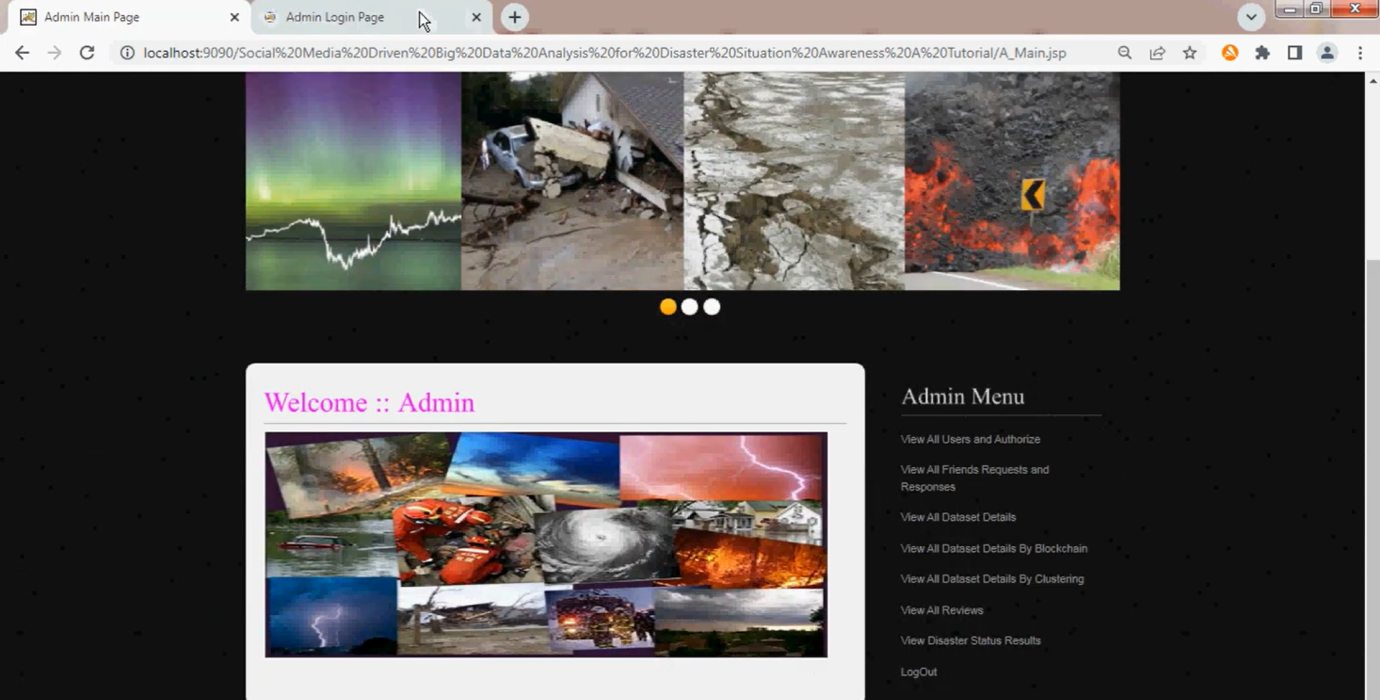 Admin Main Page
Admin Login Page
localhost:9090/Social%20Media%20Driven%20Big%20Data%20Analysis%20for%20Disaster%20Situation%20Awareness%20A%20Tutorial/A_Main.jsp
Welcome :: Admin
Admin Menu
View All Users and Authorize
View All Friends Requests and
Responses
View All Dataset Details
View All Dataset Details By Blockchain
View All Dataset Details By Clustering
View All Reviews
View Disaster Status Results
LogOut